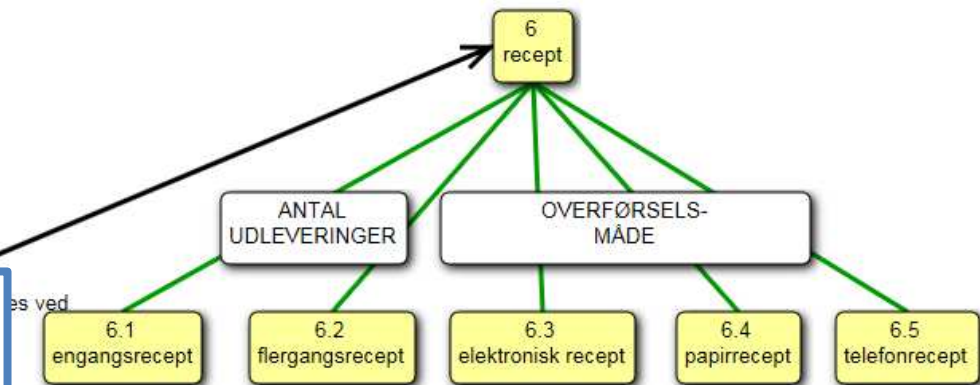 6
recept
ANTAL
UDLEVERINGER
OVERFØRSELS-
MÅDE
es ved
6.1
engangsrecept
6.2
flergangsrecept
6.3
elektronisk recept
6.4
papirrecept
6.5
telefonrecept